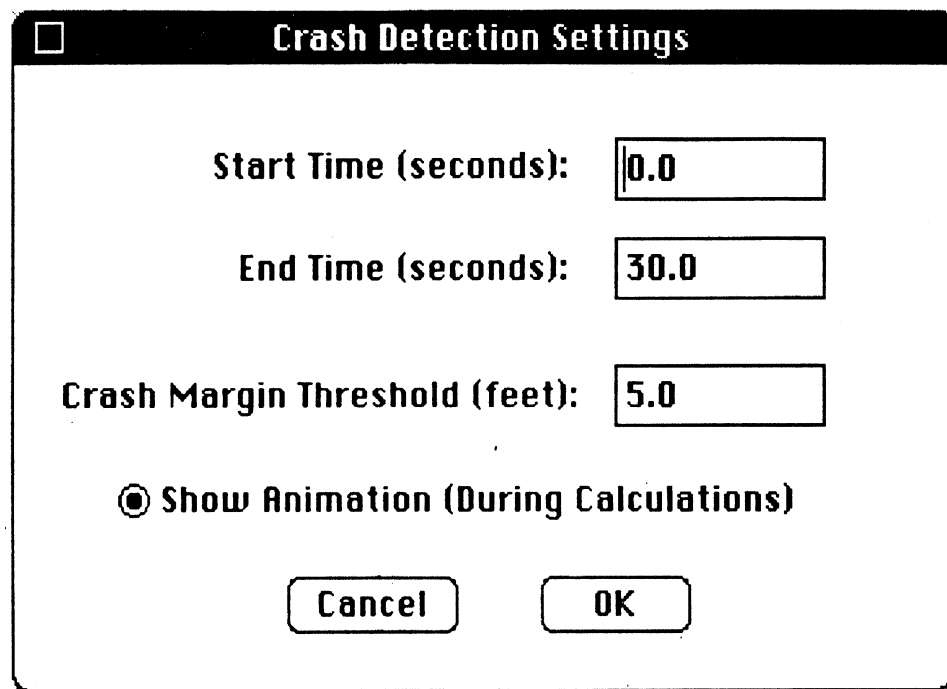 Crash Detection Settings
Start Time (seconds): 0.0
End Time (seconds): 30.0
Crash Margin Threshold (feet): 5.0
Show Animation (During Calculations)
Cancel OK